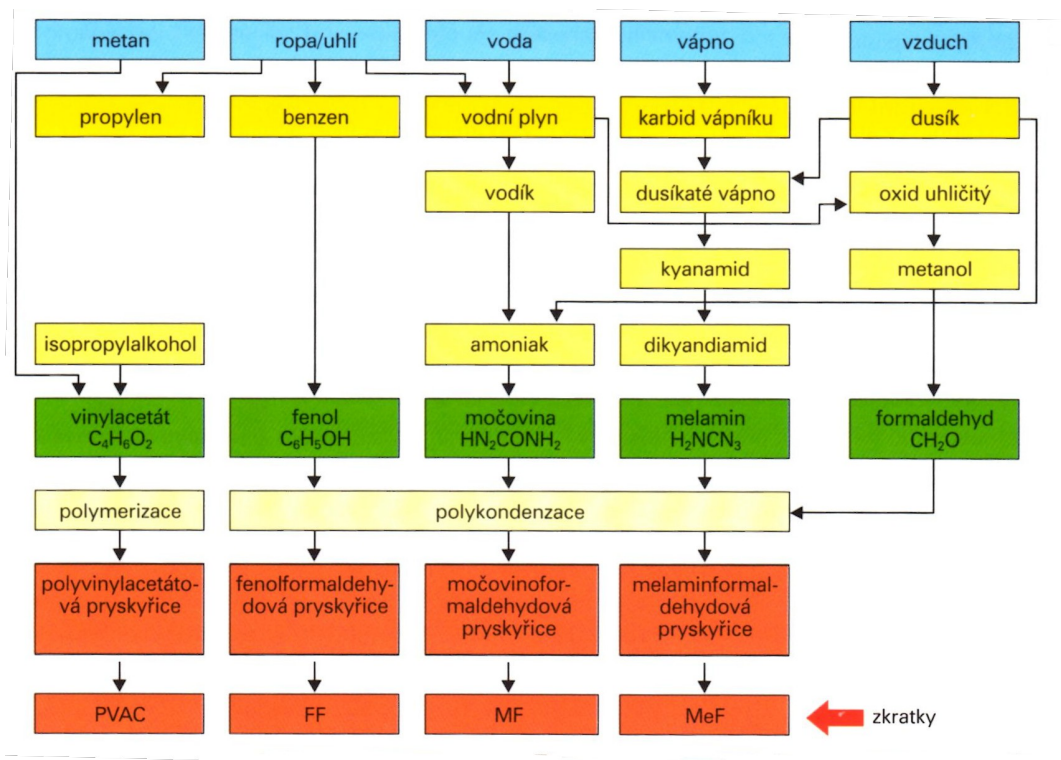 metan
ropa/uhlí
voda
vápno
vzduch
propylen
benzen
vodní plyn
karbid vápníku
dusík
vodík
dusíkaté vápno
oxid uhličitý
kyanamid
metanol
isopropylalkohol
amoniak
dikyandiamid
vinylacetát
C₄H₆O₂
fenol
C₆H₅OH
močovina
HN₂CONH₂
melamin
H₂NCN₃
formaldehyd
CH₂O
polymerizace
polykondenzace
polyvinylacetáto-
vá pryskyřice
fenolformaldehy-
dová pryskyřice
močovinofor-
maldehydová
pryskyřice
melaminformal-
dehydová
pryskyřice
PVAC
FF
MF
MeF
zkratky